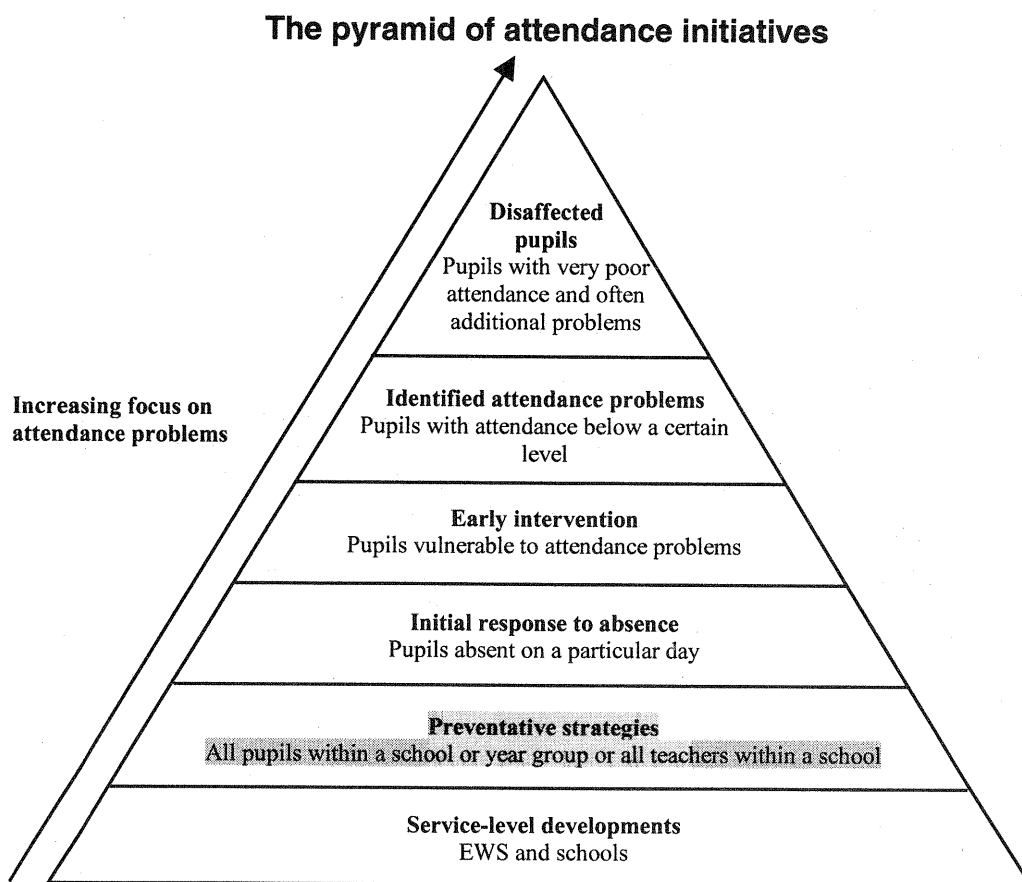 The pyramid of attendance initiatives
Disaffected
pupils
Pupils with very poor
attendance and often
additional problems
Increasing focus on
attendance problems
Identified attendance problems
Pupils with attendance below a certain
level
Early intervention
Pupils vulnerable to attendance problems
Initial response to absence
Pupils absent on a particular day
Preventative strategies
All pupils within a school or year group or all teachers within a school
Service-level developments
EWS and schools